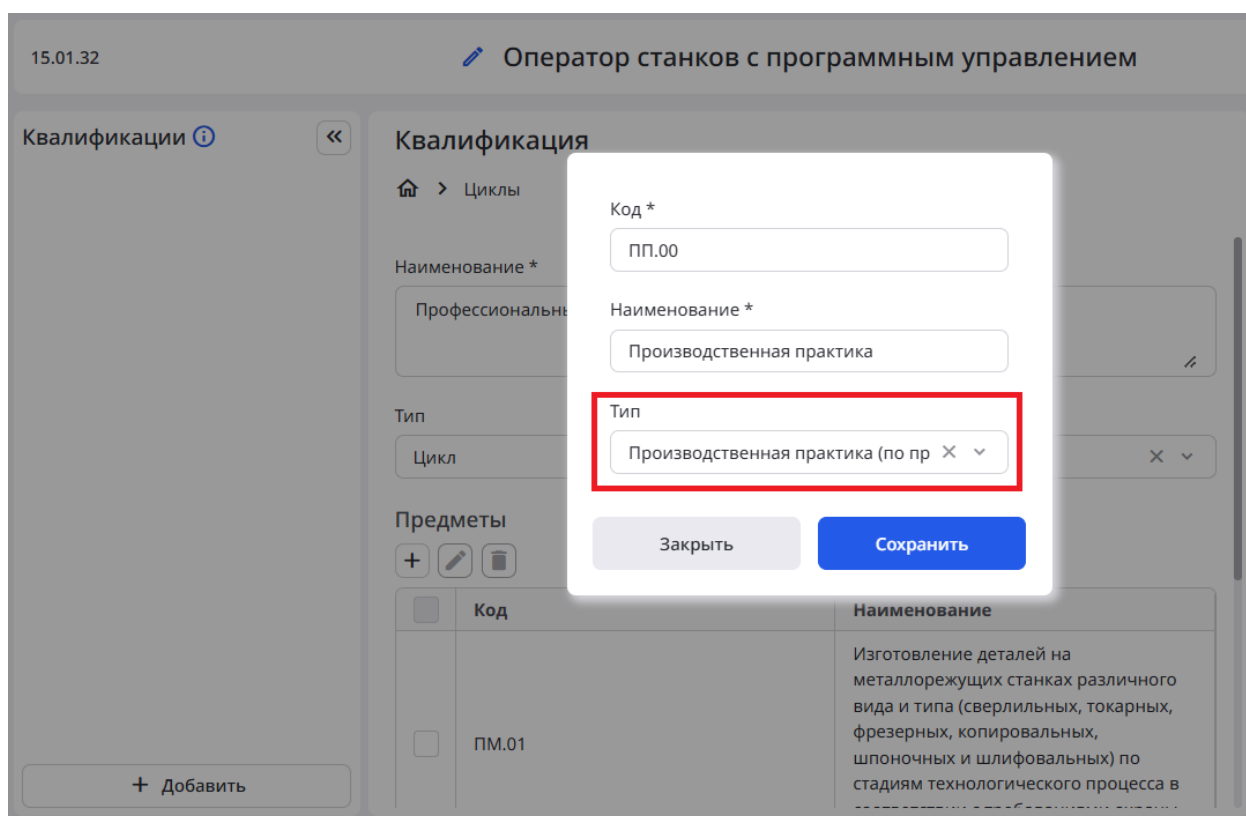 15.01.32
Оператор станков с программным управлением
Квалификации
Квалификация
Циклы
Наименование *
Профессиональны
Тип
Цикл
Предметы
Код
Наименование
ПМ.01
Изготовление деталей на
металлорежущих станках различного
вида и типа (сверлильных, токарных,
фрезерных, копировальных,
шпоночных и шлифовальных) по
стадиям технологического процесса в
+ Добавить
Код *
ПП.00
Наименование *
Производственная практика
Тип
Производственная практика (по пр
Закрыть
Сохранить